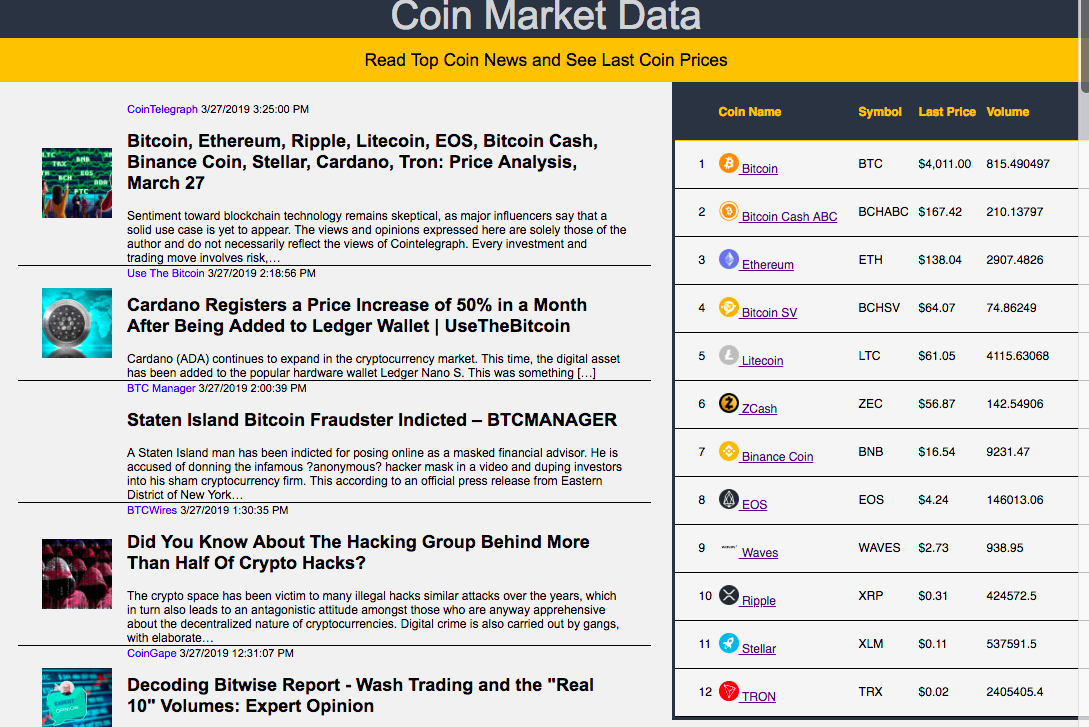 Coin Market Data
Read Top Coin News and See Last Coin Prices
CoinTelegraph 3/27/2019 3:25:00 PM
Bitcoin, Ethereum, Ripple, Litecoin, EOS, Bitcoin Cash,
Binance Coin, Stellar, Cardano, Tron: Price Analysis,
March 27
Sentiment toward blockchain technology remains skeptical, as major influencers say that a
solid use case is yet to appear. The views and opinions expressed here are solely those of the
author and do not necessarily reflect the views of Cointelegraph. Every investment and
trading move involves risk,…
Use The Bitcoin 3/27/2019 2:18:56 PM
Cardano Registers a Price Increase of 50% in a Month
After Being Added to Ledger Wallet | UseTheBitcoin
Cardano (ADA) continues to expand in the cryptocurrency market. This time, the digital asset
has been added to the popular hardware wallet Ledger Nano S. This was something […]
BTC Manager 3/27/2019 2:00:39 PM
Staten Island Bitcoin Fraudster Indicted – BTCMANAGER
A Staten Island man has been indicted for posing online as a masked financial advisor. He is
accused of donning the infamous ?anonymous? hacker mask in a video and duping investors
into his sham cryptocurrency firm. This according to an official press release from Eastern
District of New York…
BTCWires 3/27/2019 1:30:35 PM
Did You Know About The Hacking Group Behind More
Than Half Of Crypto Hacks?
The crypto space has been victim to many illegal hacks similar attacks over the years, which
in turn also leads to an antagonistic attitude amongst those who are anyway apprehensive
about the decentralized nature of cryptocurrencies. Digital crime is also carried out by gangs,
with elaborate…
CoinGape 3/27/2019 12:31:07 PM
Decoding Bitwise Report - Wash Trading and the "Real
10" Volumes: Expert Opinion
EXPERT
OPINION
Coin Name Symbol Last Price Volume
1 Bitcoin BTC $4,011.00 815.490497
2 Bitcoin Cash ABC BCHABC $167.42 210.13797
3 Ethereum ETH $138.04 2907.4826
4 Bitcoin SV BCHSV $64.07 74.86249
5 Litecoin LTC $61.05 4115.63068
6 ZCash ZEC $56.87 142.54906
7 Binance Coin BNB $16.54 9231.47
8 EOS EOS $4.24 146013.06
9 Waves WAVES $2.73 938.95
10 Ripple XRP $0.31 424572.5
11 Stellar XLM $0.11 537591.5
12 TRON TRX $0.02 2405405.4